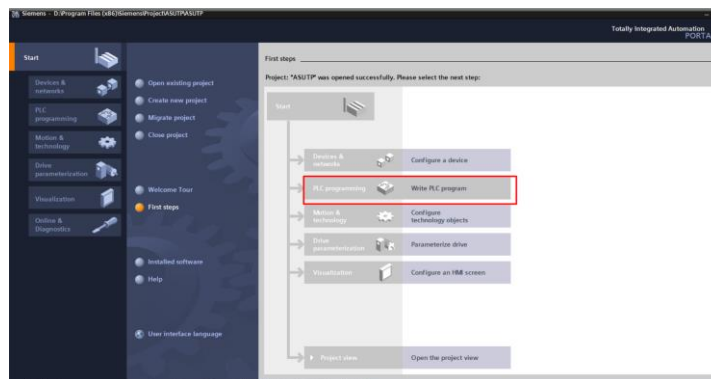 Siemens - D:\Program Files (x86)\SiemensProject\ASUTP\ASUTP
Totally Integrated Automation
PORTA
Start
Devices &
networks
PLC
programming
Motion &
technology
Drive
parameterization
Visualization
Online &
Diagnostics
Open existing project
Create new project
Migrate project
Close project
Welcome Tour
First steps
Installed software
Help
User interface language
First steps
Project: "ASUTP" was opened successfully. Please select the next step:
Start
Devices &
networks
Configure a device
PLC programming
Write PLC program
Motion &
technology
Configure
technology objects
Drive
parameterization
Parameterize drive
Visualization
Configure an HMI screen
Project view
Open the project view